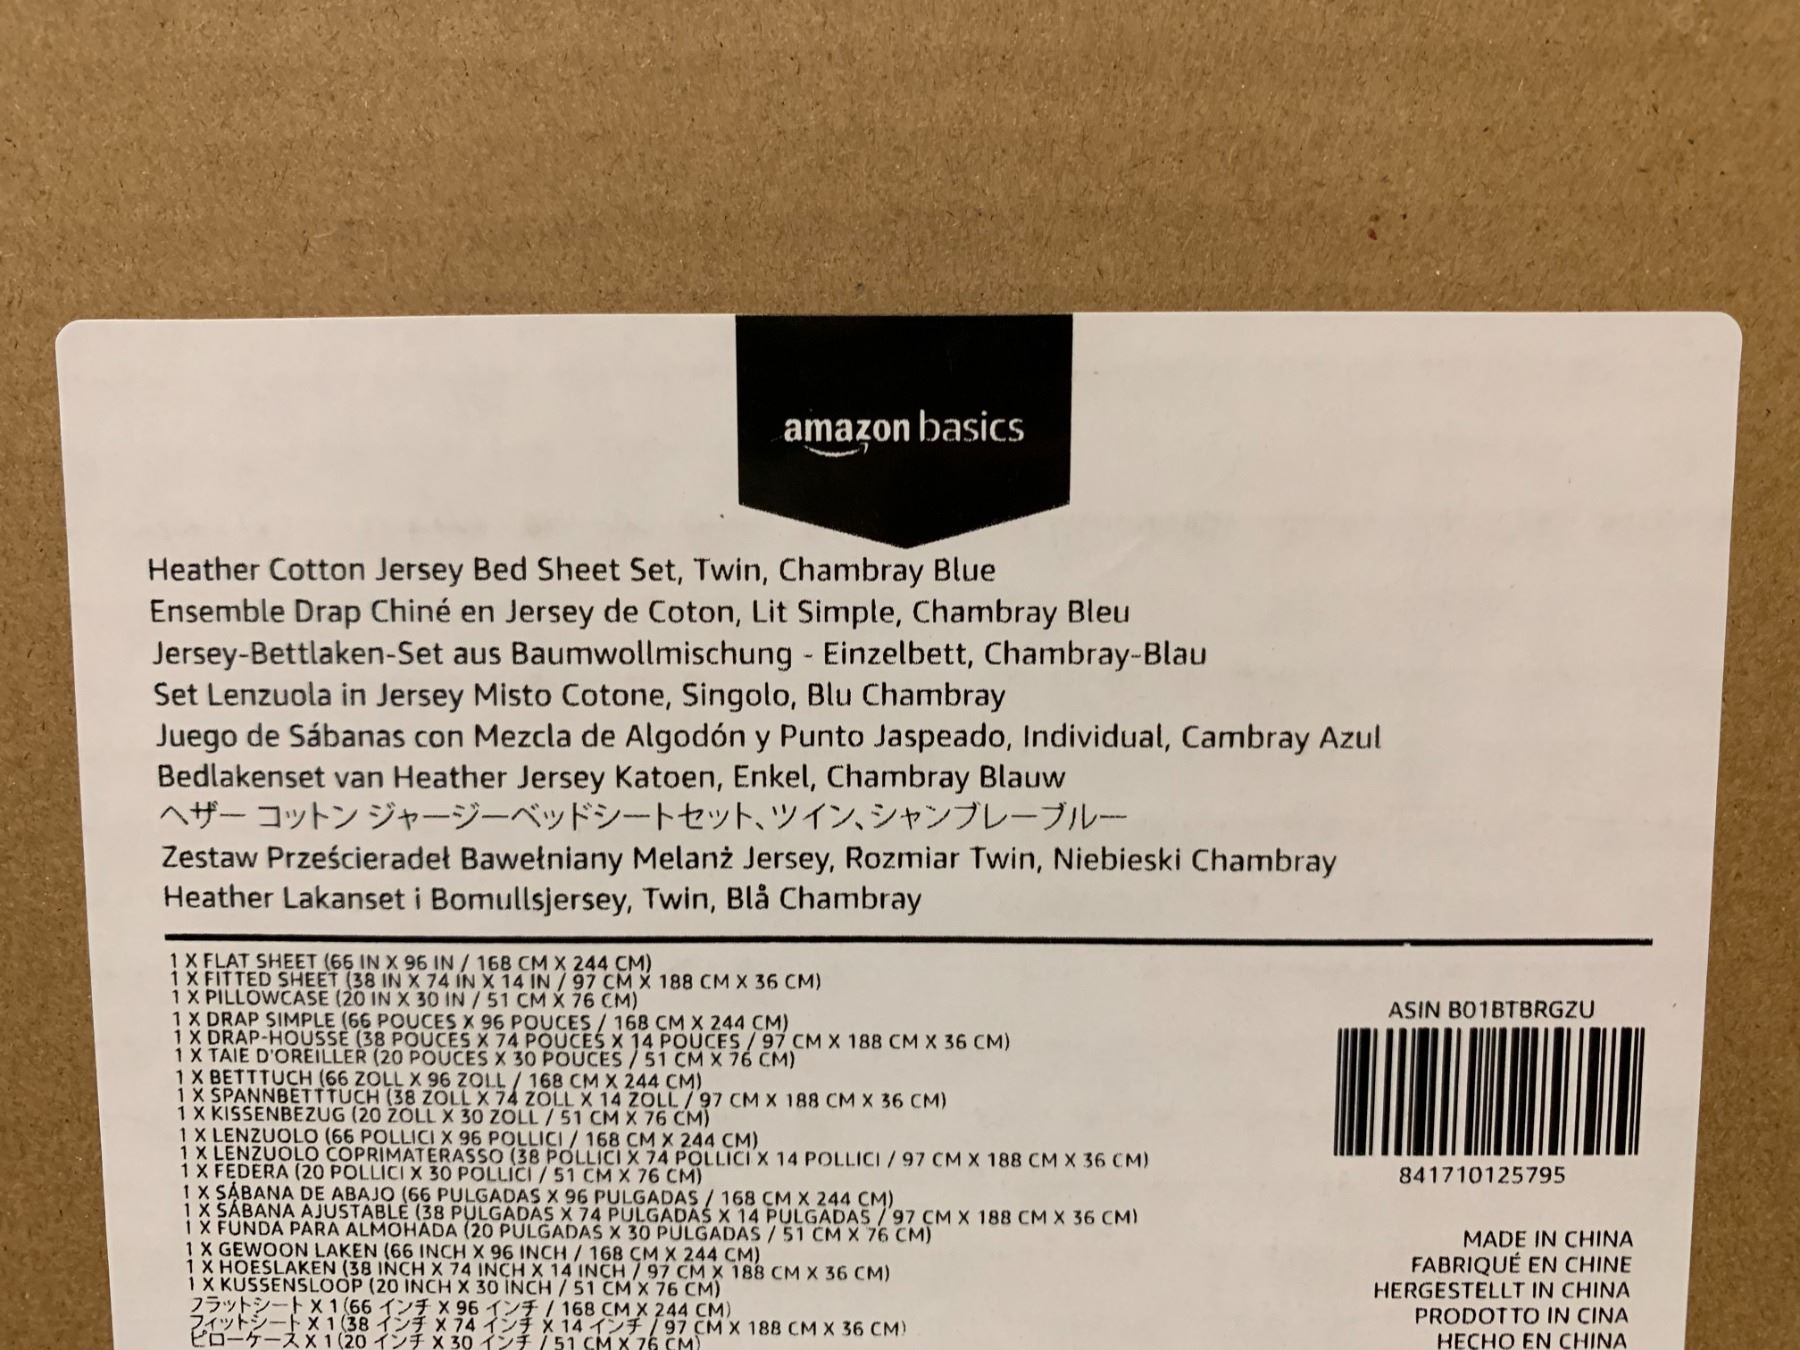 amazon basics
Heather Cotton Jersey Bed Sheet Set, Twin, Chambray Blue
Ensemble Drap Chiné en Jersey de Coton, Lit Simple, Chambray Bleu
Jersey-Bettlaken-Set aus Baumwollmischung - Einzelbett, Chambray-Blau
Set Lenzuola in Jersey Misto Cotone, Singolo, Blu Chambray
Juego de Sábanas con Mezcla de Algodón y Punto Jaspeado, Individual, Cambray Azul
Bedlakenset van Heather Jersey Katoen, Enkel, Chambray Blauw
ヘザー コットン ジャージーベッドシートセット、ツイン、シャンブレーブルー
Zestaw Prześcieradeł Bawełniany Melanż Jersey, Rozmiar Twin, Niebieski Chambray
Heather Lakanset i Bomullsjersey, Twin, Blå Chambray
1 X FLAT SHEET (66 IN X 96 IN / 168 CM X 244 CM)
1 X FITTED SHEET (38 IN X 74 IN X 14 IN / 97 CM X 188 CM X 36 CM)
1 X PILLOWCASE (20 IN X 30 IN / 51 CM X 76 CM)
1 X DRAP SIMPLE (66 POUCES X 96 POUCES / 168 CM X 244 CM)
1 X DRAP-HOUSSE (38 POUCES X 74 POUCES X 14 POUCES / 97 CM X 188 CM X 36 CM)
1 X TAIE D'OREILLER (20 POUCES X 30 POUCES / 51 CM X 76 CM)
1 X BETTTUCH (66 ZOLL X 96 ZOLL / 168 CM X 244 CM)
1 X SPANNBETTTUCH (38 ZOLL X 74 ZOLL X 14 ZOLL / 97 CM X 188 CM X 36 CM)
1 X KISSENBEZUG (20 ZOLL X 30 ZOLL / 51 CM X 76 CM)
1 X LENZUOLO (66 POLLICI X 96 POLLICI / 168 CM X 244 CM)
1 X LENZUOLO COPRIMATERASSO (38 POLLICI X 74 POLLICI X 14 POLLICI / 97 CM X 188 CM X 36 CM)
1 X FEDERA (20 POLLICI X 30 POLLICI / 51 CM X 76 CM)
1 X SÁBANA DE ABAJO (66 PULGADAS X 96 PULGADAS / 168 CM X 244 CM)
1 X SÁBANA AJUSTABLE (38 PULGADAS X 74 PULGADAS X 14 PULGADAS / 97 CM X 188 CM X 36 CM)
1 X FUNDA PARA ALMOHADA (20 PULGADAS X 30 PULGADAS / 51 CM X 76 CM)
1 X GEWOON LAKEN (66 INCH X 96 INCH / 168 CM X 244 CM)
1 X HOESLAKEN (38 INCH X 74 INCH X 14 INCH / 97 CM X 188 CM X 36 CM)
1 X KUSSENSLOOP (20 INCH X 30 INCH / 51 CM X 76 CM)
フラットシート X 1 (66 インチ X 96 インチ / 168 CM X 244 CM)
フィットシート X 1 (38 インチ X 74 インチ X 14 インチ / 97 CM X 188 CM X 36 CM)
ピローケース X 1 (20 インチ X 30 インチ / 51 CM X 76 CM)
ASIN B01BTBRGZU
841710125795
MADE IN CHINA
FABRIQUÉ EN CHINE
HERGESTELLT IN CHINA
PRODOTTO IN CINA
HECHO EN CHINA